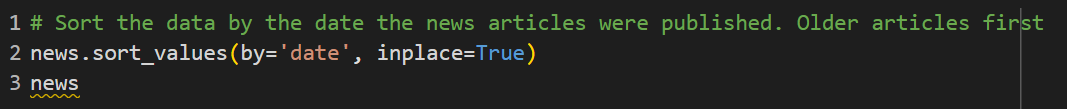 1 # Sort the data by the date the news articles were published. Older articles first
2 news.sort_values(by='date', inplace=True)
3 news